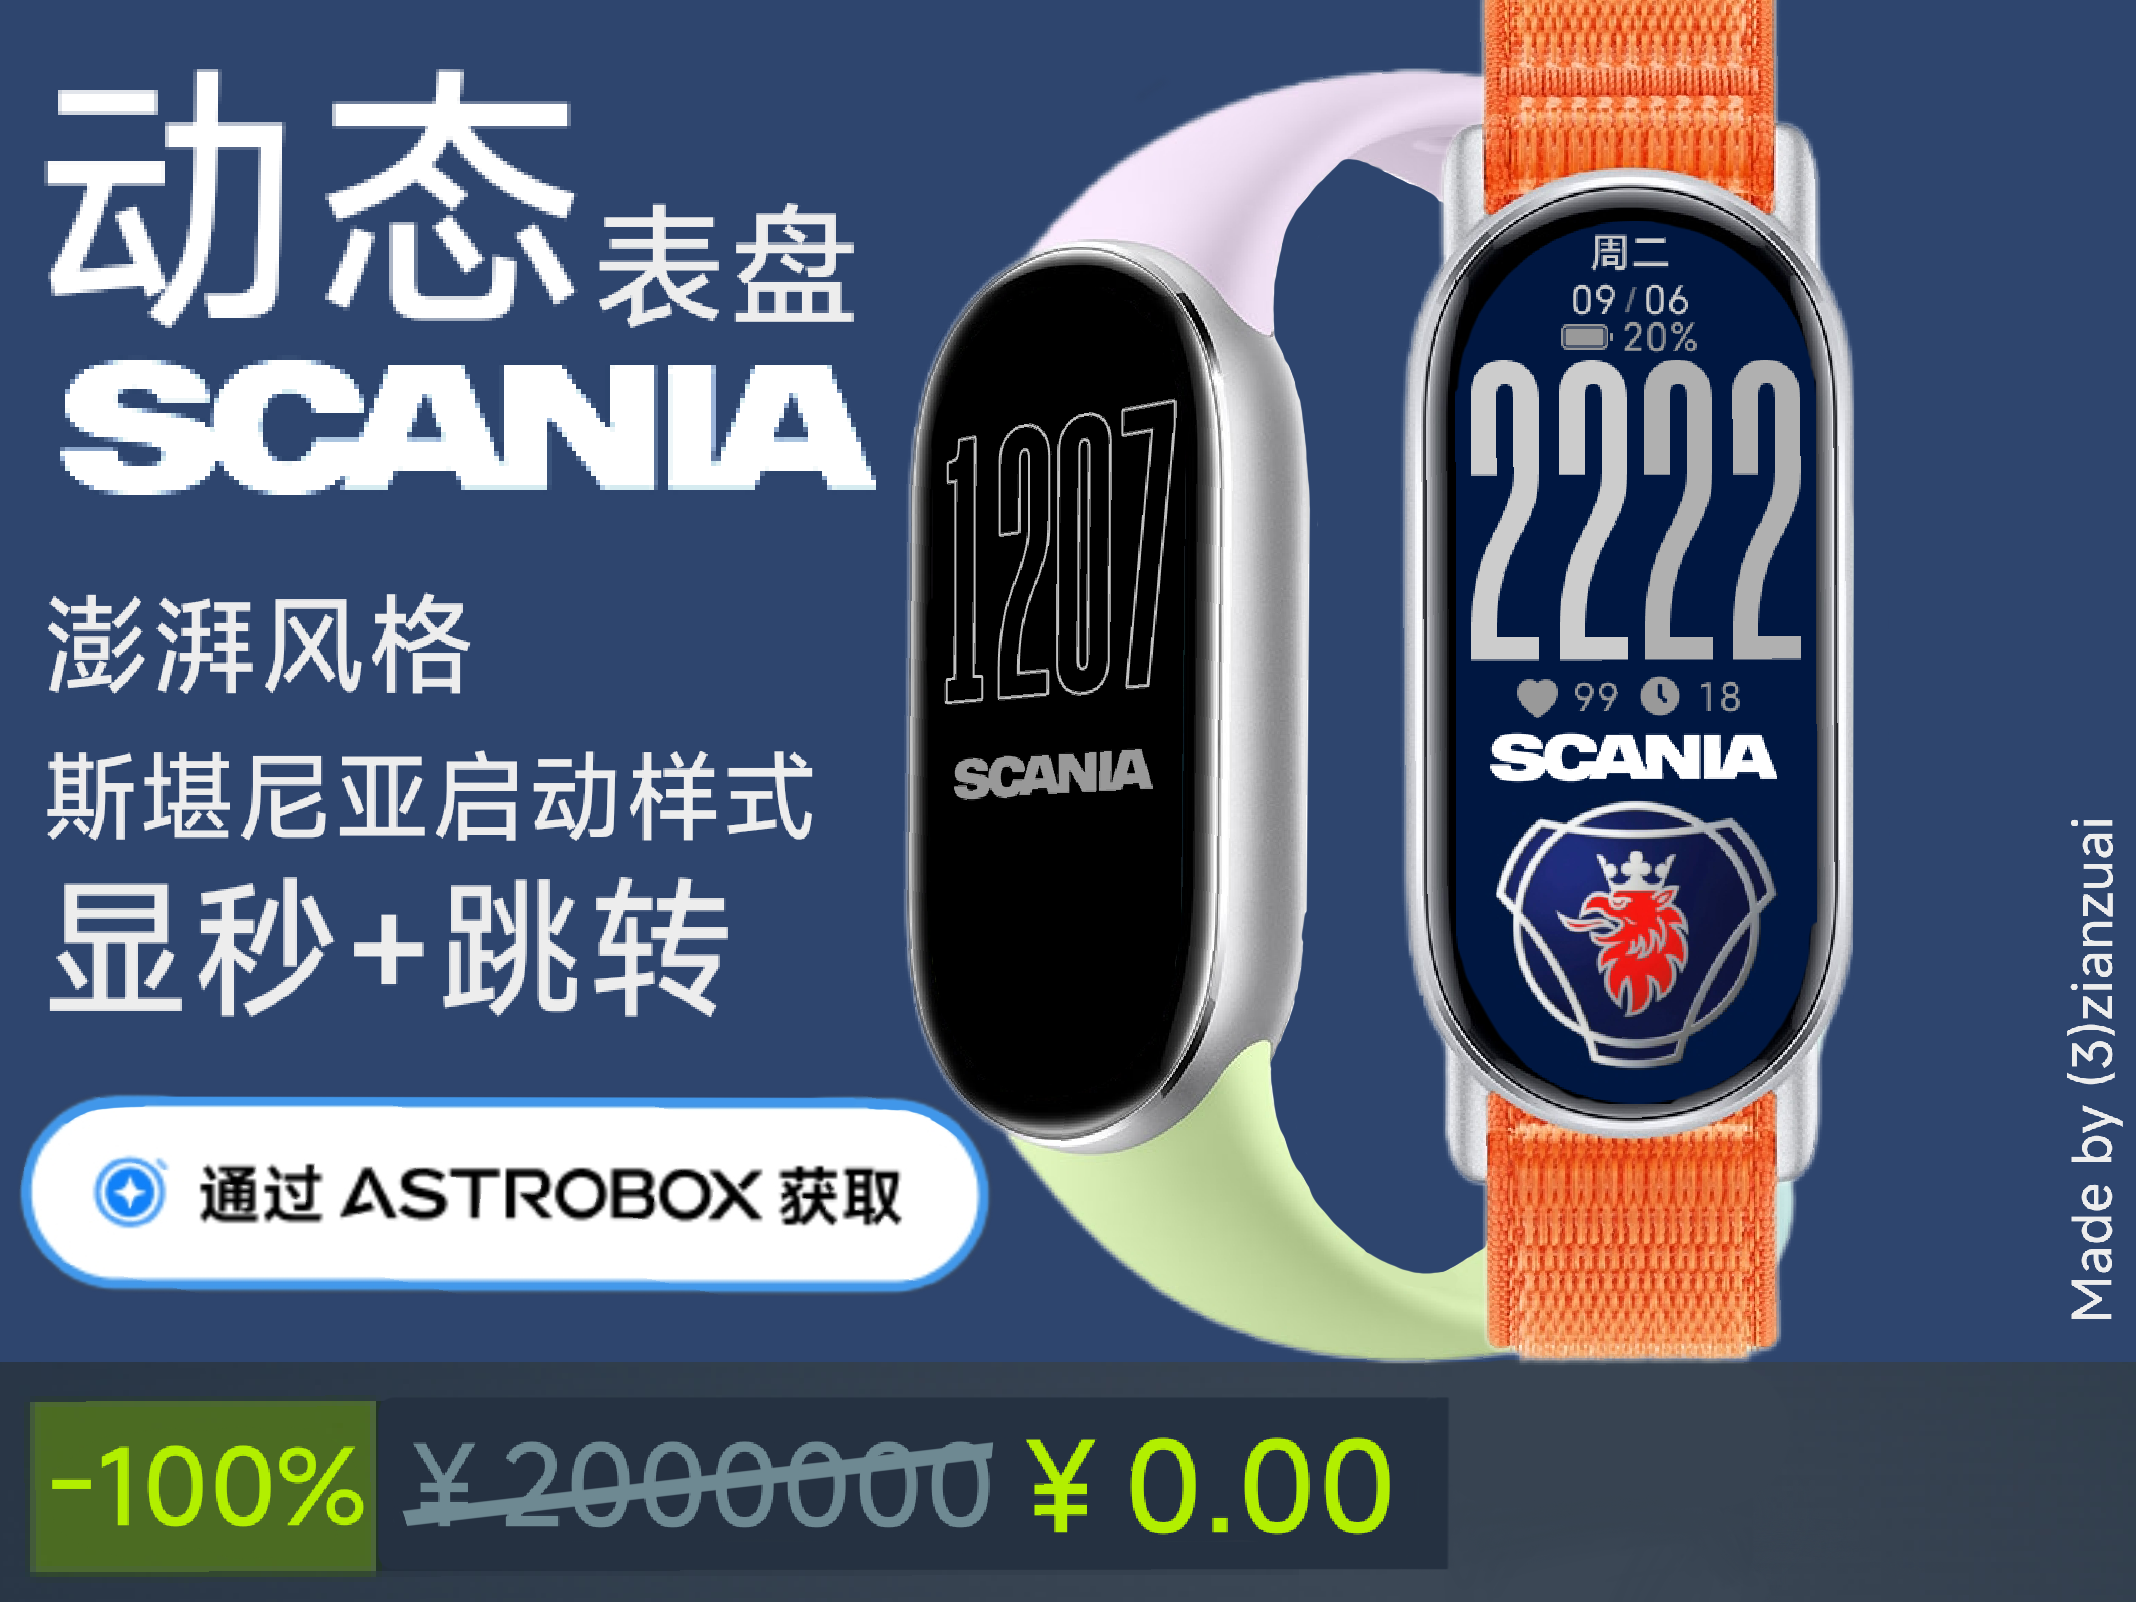 动态表盘
SCANIA
澎湃风格
斯堪尼亚启动样式
显秒+跳转
通过 ASTROBOX 获取
1207
SCANIA
周二
09/06
20%
2222
99 18
SCANIA
Made by (3)zianzuai
-100% ¥2000000 ¥0.00